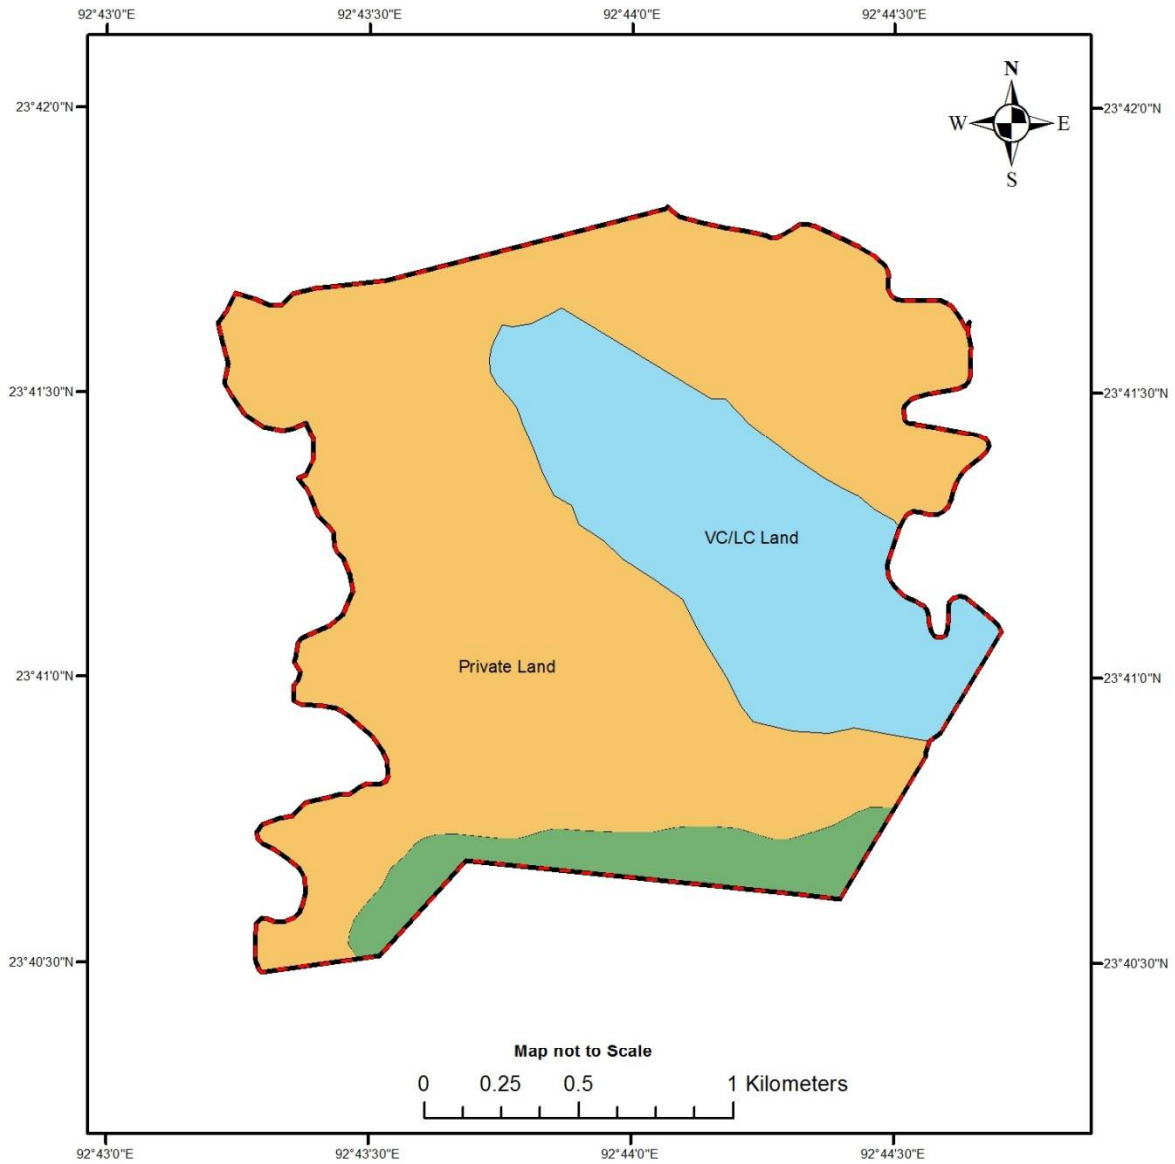 92°43'0"E 92°43'30"E 92°44'0"E 92°44'30"E
N
W E
S
23°42'0"N 23°42'0"N
23°41'30"N 23°41'30"N
VC/LC Land
Private Land
23°41'0"N 23°41'0"N
23°40'30"N 23°40'30"N
Map not to Scale
0 0.25 0.5 1 Kilometers
92°43'0"E 92°43'30"E 92°44'0"E 92°44'30"E